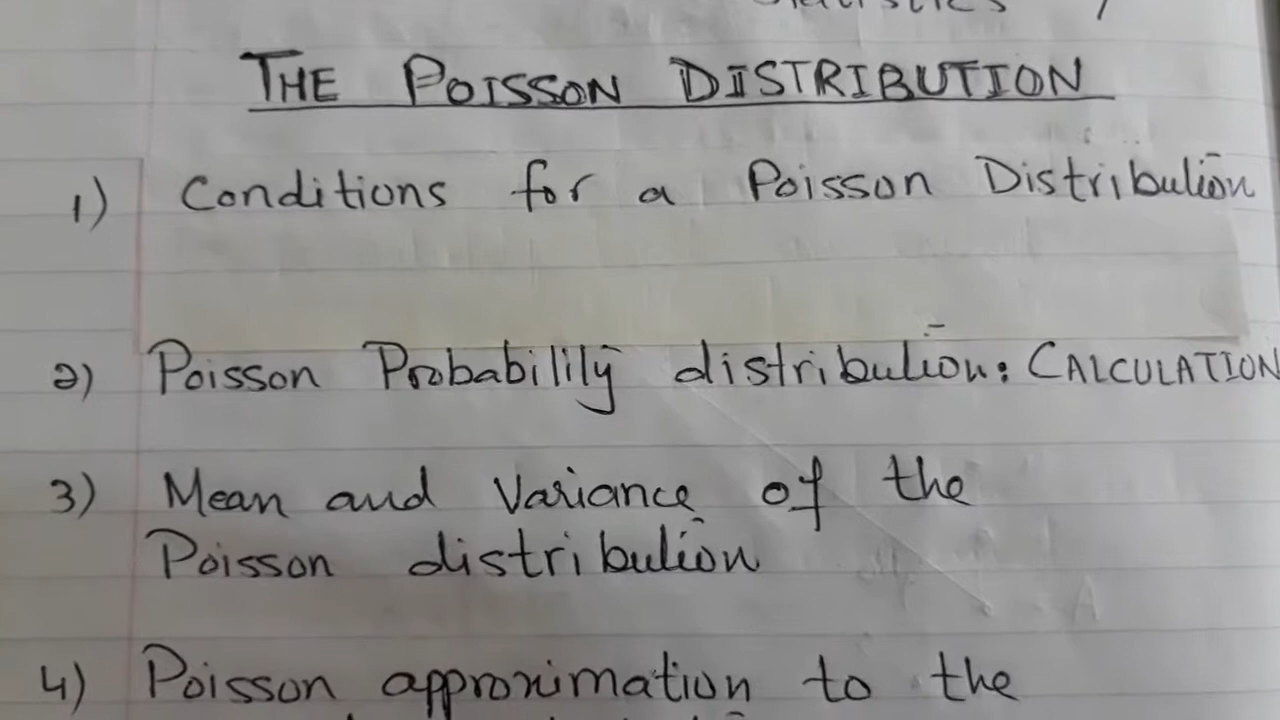 THE POISSON DISTRIBUTION
1) Conditions for a Poisson Distribution
2) Poisson Probability distribution: CALCULATION
3) Mean and Variance of the
Poisson distribution
4) Poisson approximation to the